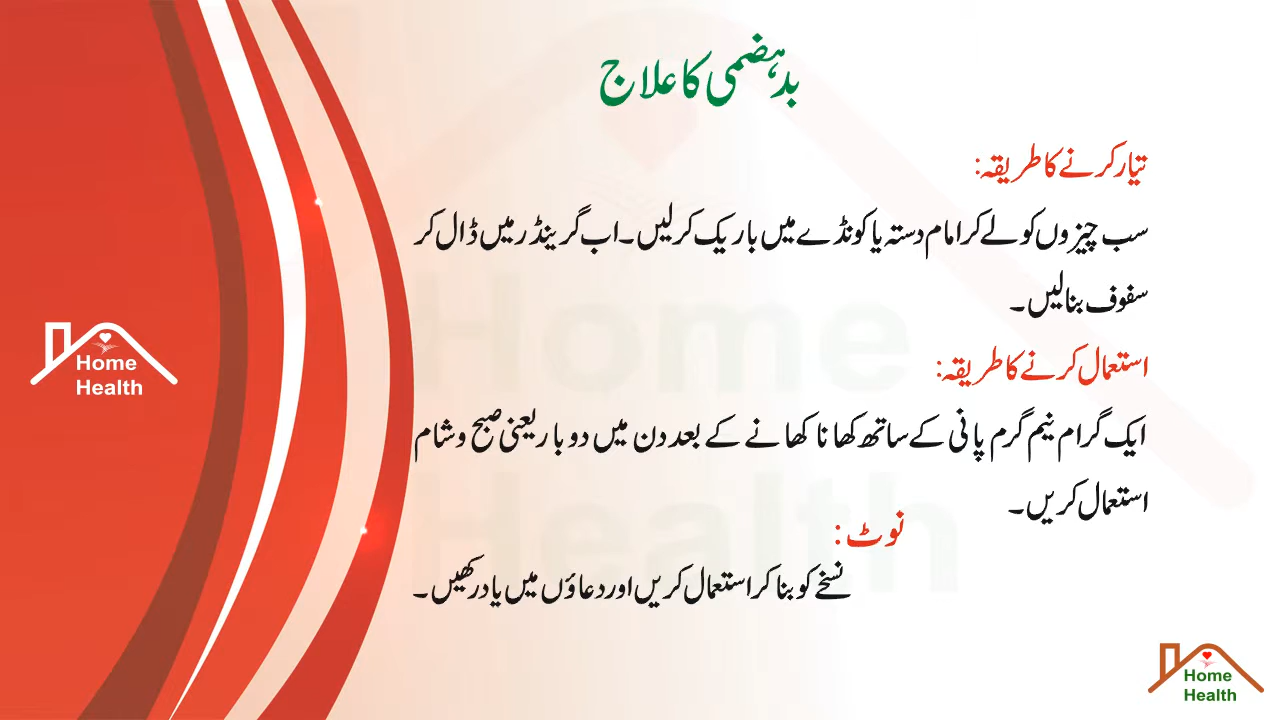 بدہضمی کا علاج
تیار کرنے کا طریقہ:
سب چیزوں کو لے کر امام دستہ یا کونڈے میں باریک کر لیں۔ اب گرینڈر میں ڈال کر
سفوف بنا لیں۔
استعمال کرنے کا طریقہ:
ایک گرام نیم گرم پانی کے ساتھ کھانا کھانے کے بعد دن میں دو بار یعنی صبح و شام
استعمال کریں۔
نوٹ:
نسخے کو بنا کر استعمال کریں اور دعاؤں میں یاد رکھیں۔
Home
Health
Home
Health
Home
Health